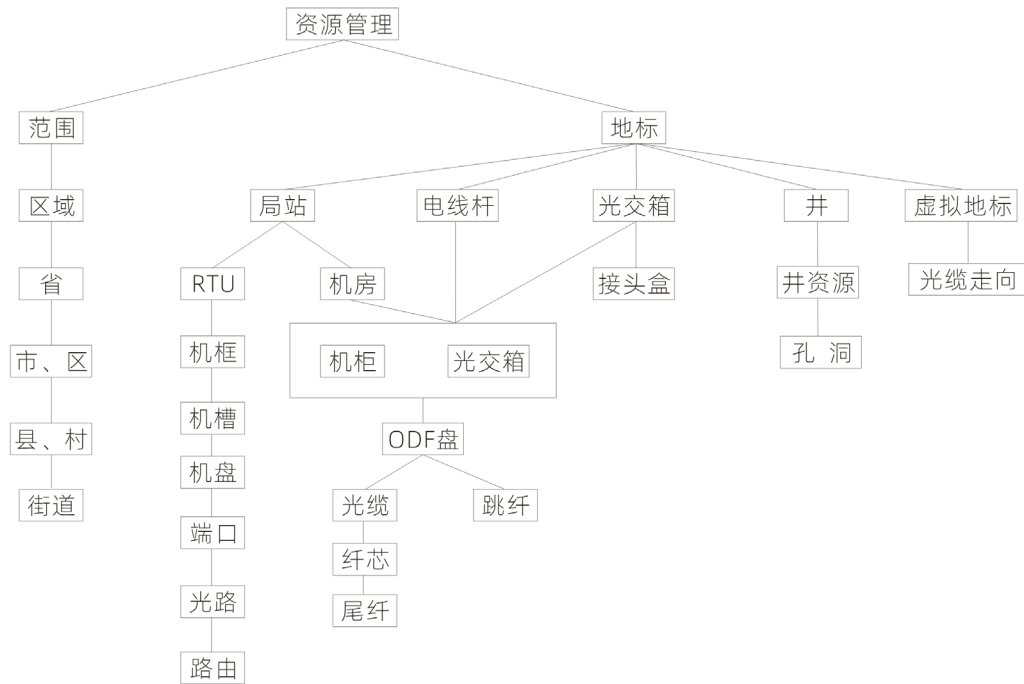 资源管理
范围
地标
区域
局站
电线杆
光交箱
井
虚拟地标
省
RTU
机房
接头盒
井资源
光缆走向
市、区
机框
机柜
光交箱
孔 洞
县、村
机槽
ODF盘
机盘
街道
光缆
跳纤
端口
纤芯
光路
尾纤
路由